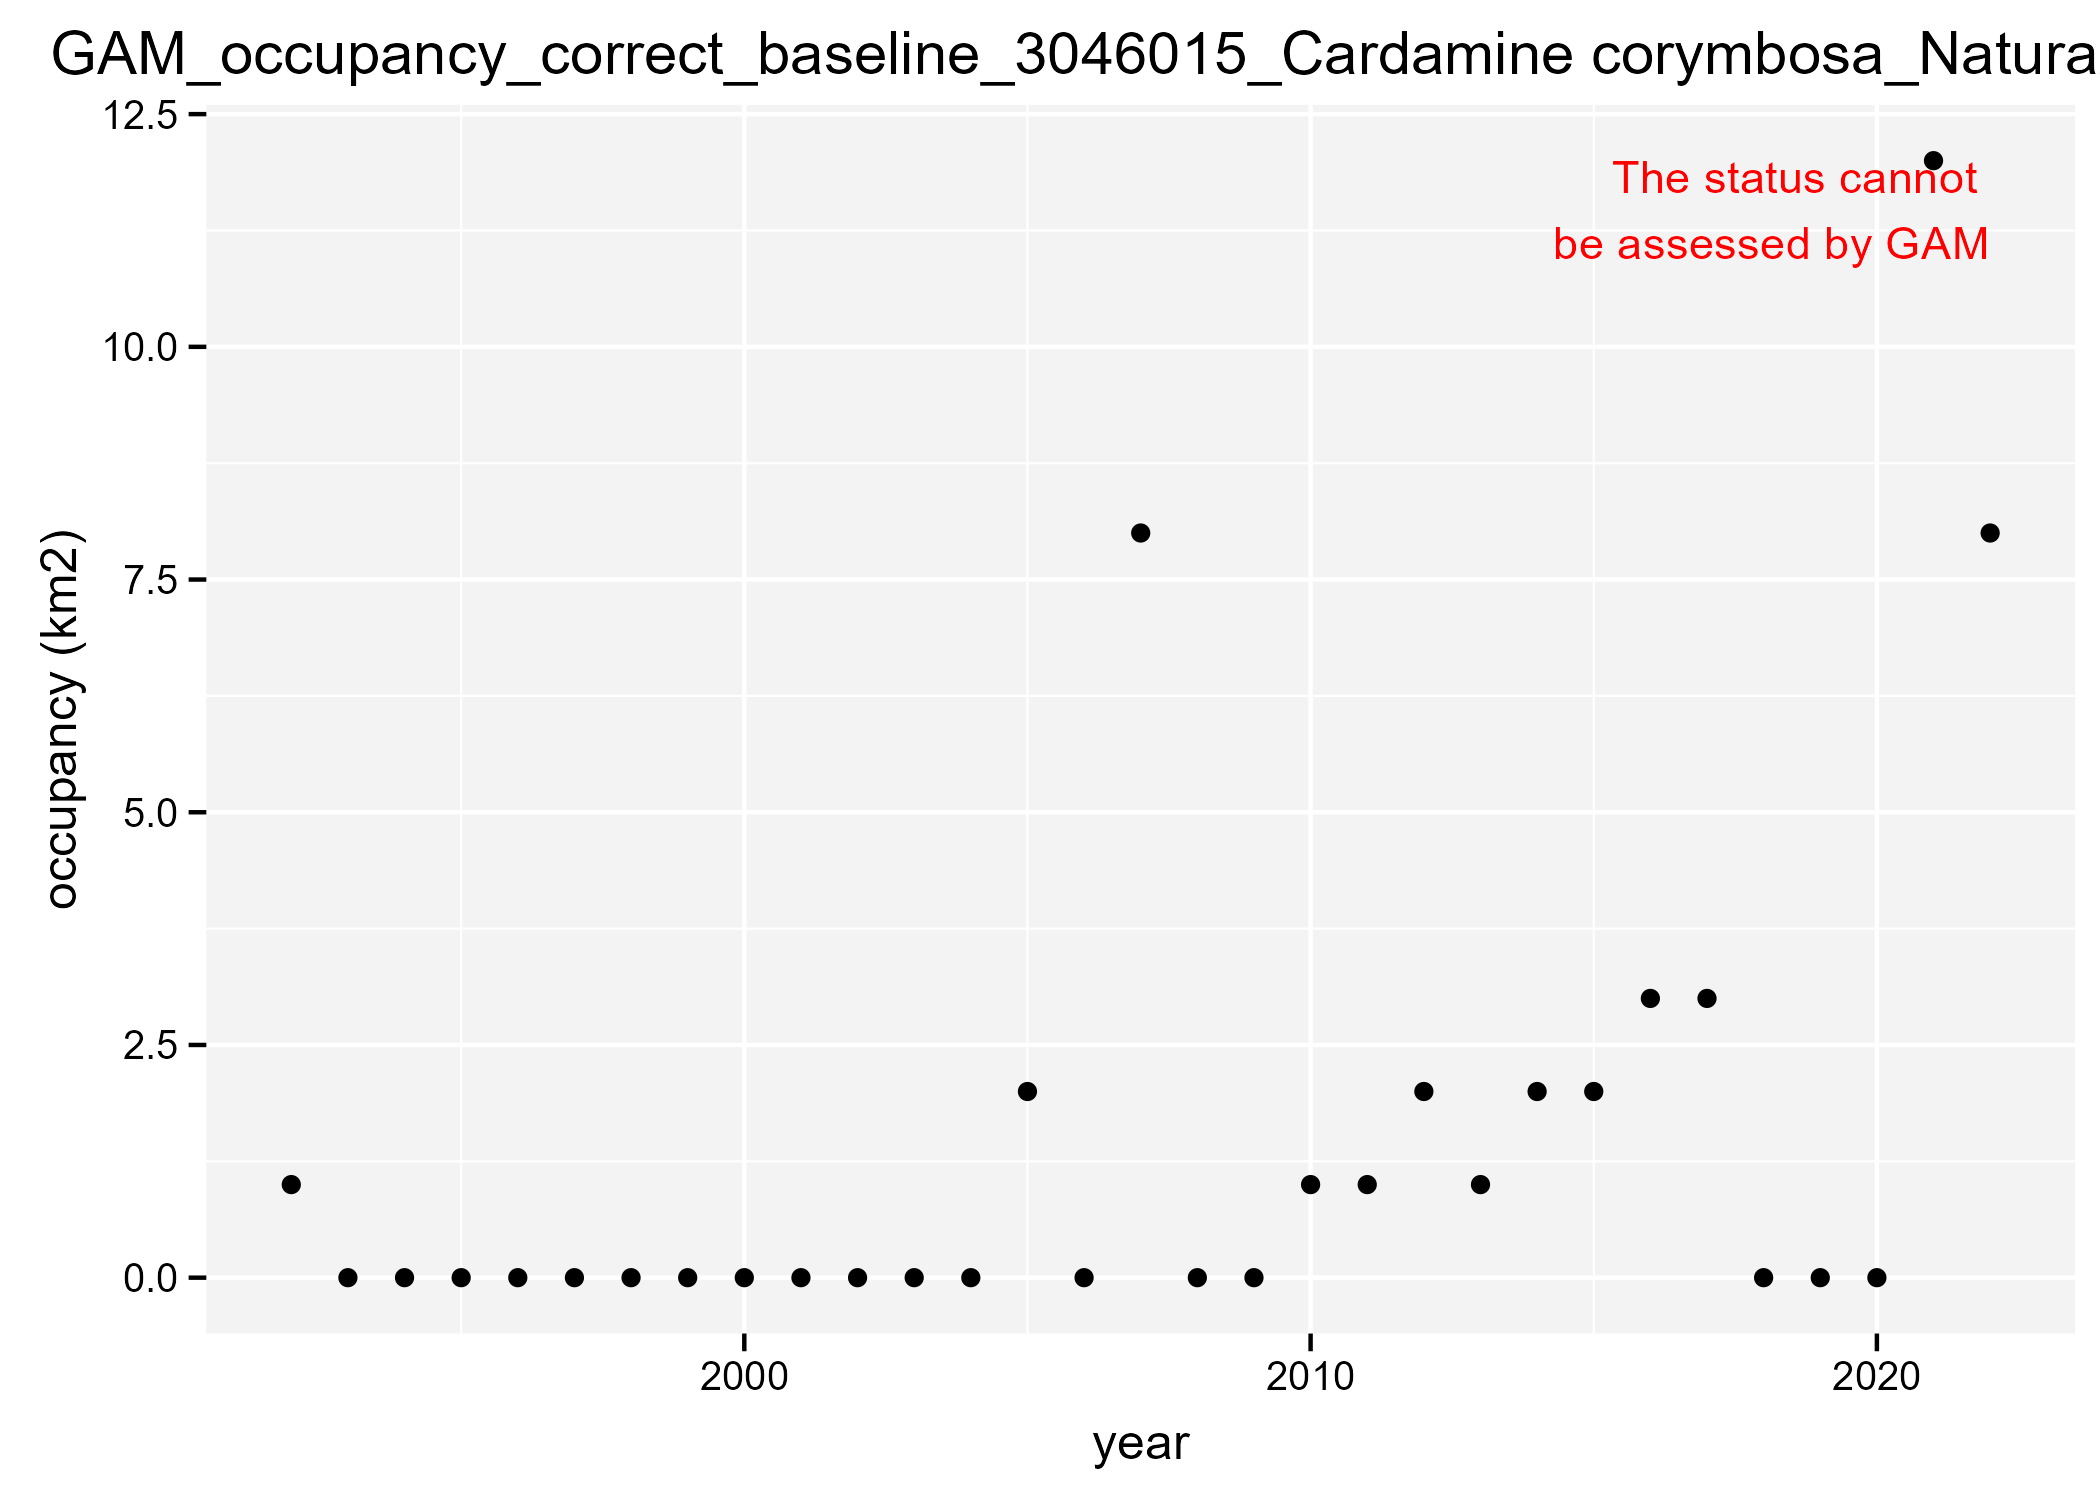 GAM_occupancy_correct_baseline_3046015_Cardamine corymbosa_Natura
12.5
The status cannot
be assessed by GAM
10.0
7.5
5.0
2.5
0.0
occupancy (km2)
2000
2010
2020
year